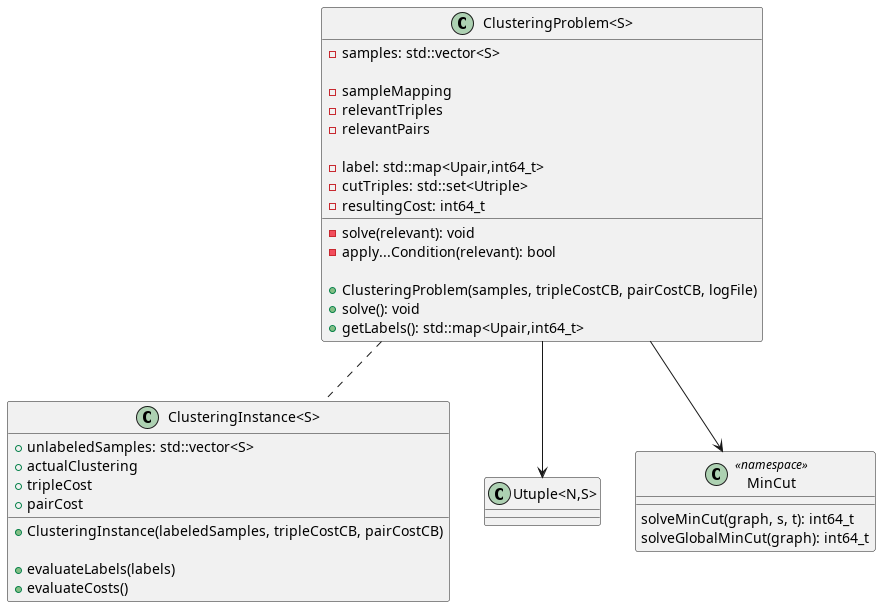 C ClusteringProblem<S>
samples: std::vector<S>
sampleMapping
relevantTriples
relevantPairs
label: std::map<Upair,int64_t>
cutTriples: std::set<Utriple>
resultingCost: int64_t
solve(relevant): void
apply...Condition(relevant): bool
ClusteringProblem(samples, tripleCostCB, pairCostCB, logFile)
solve(): void
getLabels(): std::map<Upair,int64_t>
C ClusteringInstance<S>
unlabeledSamples: std::vector<S>
actualClustering
tripleCost
pairCost
ClusteringInstance(labeledSamples, tripleCostCB, pairCostCB)
evaluateLabels(labels)
evaluateCosts()
C Utuple<N,S>
C «namespace»
MinCut
solveMinCut(graph, s, t): int64_t
solveGlobalMinCut(graph): int64_t